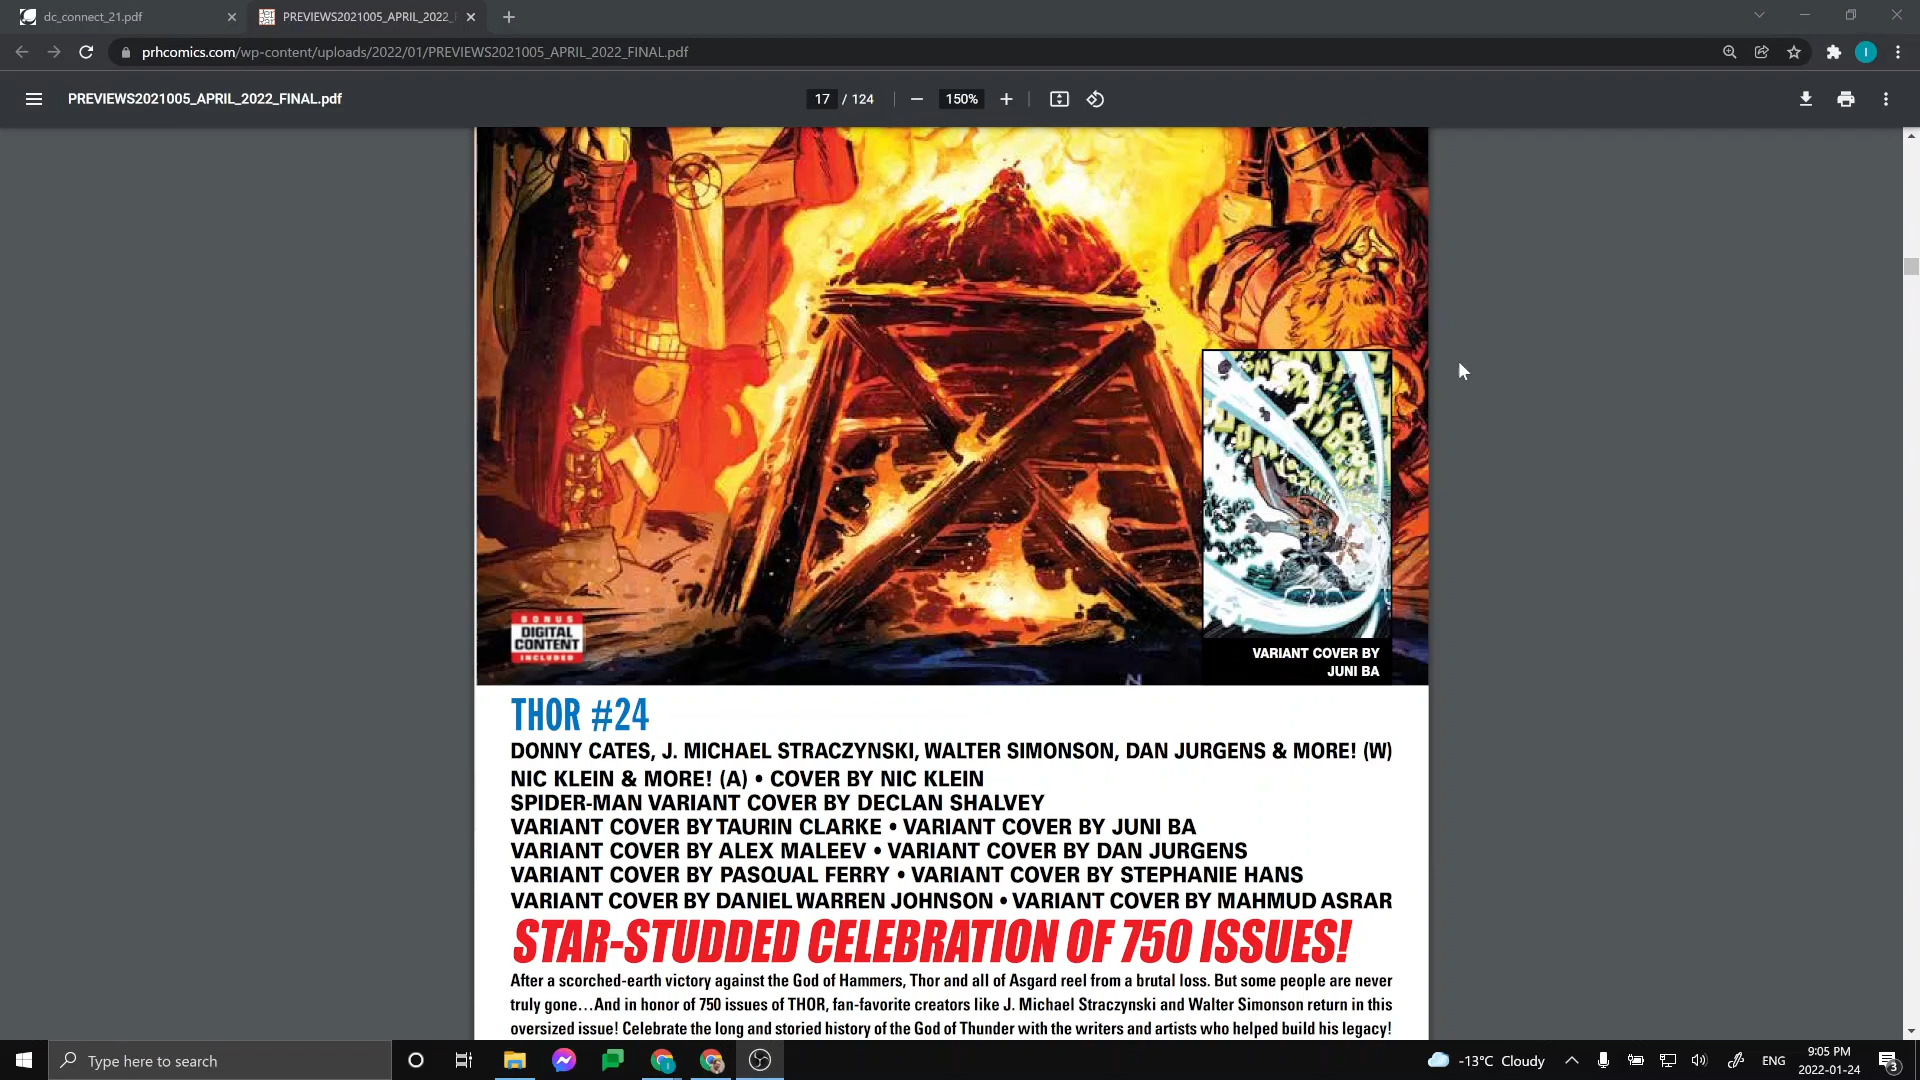 dc_connect_21.pdf
PREVIEWS2021005_APRIL_2022_F
prhcomics.com/wp-content/uploads/2022/01/PREVIEWS2021005_APRIL_2022_FINAL.pdf
I
PREVIEWS2021005_APRIL_2022_FINAL.pdf
17 / 124
150%
BONUS
DIGITAL
CONTENT
INCLUDED
VARIANT COVER BY
JUNI BA
THOR #24
DONNY CATES, J. MICHAEL STRACZYNSKI, WALTER SIMONSON, DAN JURGENS & MORE! (W)
NIC KLEIN & MORE! (A) • COVER BY NIC KLEIN
SPIDER-MAN VARIANT COVER BY DECLAN SHALVEY
VARIANT COVER BY TAURIN CLARKE • VARIANT COVER BY JUNI BA
VARIANT COVER BY ALEX MALEEV • VARIANT COVER BY DAN JURGENS
VARIANT COVER BY PASQUAL FERRY • VARIANT COVER BY STEPHANIE HANS
VARIANT COVER BY DANIEL WARREN JOHNSON • VARIANT COVER BY MAHMUD ASRAR
STAR-STUDDED CELEBRATION OF 750 ISSUES!
After a scorched-earth victory against the God of Hammers, Thor and all of Asgard reel from a brutal loss. But some people are never
truly gone…And in honor of 750 issues of THOR, fan-favorite creators like J. Michael Straczynski and Walter Simonson return in this
oversized issue! Celebrate the long and storied history of the God of Thunder with the writers and artists who helped build his legacy!
Type here to search
-13°C Cloudy
ENG
9:05 PM
2022-01-24
3